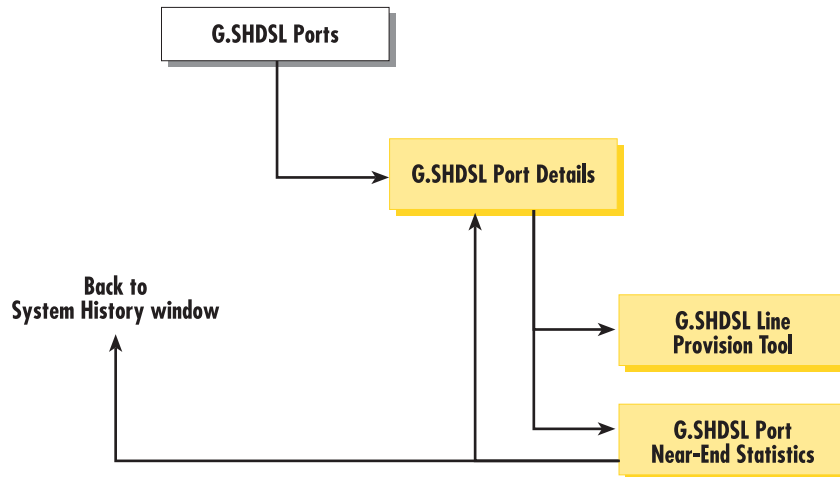 G.SHDSL Ports
G.SHDSL Port Details
Back to
System History window
G.SHDSL Line
Provision Tool
G.SHDSL Port
Near-End Statistics